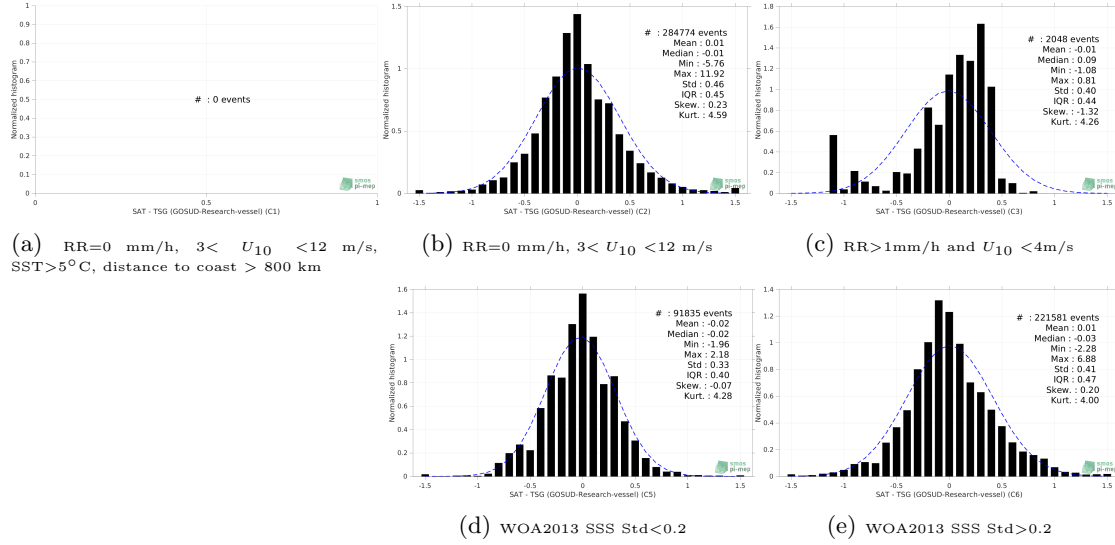 1
0.9
0.8
0.7
0.6
0.5
0.4
0.3
0.2
0.1
0
Normalized histogram
# : 0 events
0 0.5 1
SAT - TSG (GOSUD-Research-vessel) (C1)
smos
pi-mep
(a) RR=0 mm/h, 3< U10 <12 m/s,
SST>5°C, distance to coast > 800 km
1.5
1
0.5
0
Normalized histogram
# : 284774 events
Mean : 0.01
Median : -0.01
Min : -5.76
Max : 11.92
Std : 0.46
IQR : 0.45
Skew. : 0.23
Kurt. : 4.59
-1.5 -1 -0.5 0 0.5 1 1.5
SAT - TSG (GOSUD-Research-vessel) (C2)
smos
pi-mep
(b) RR=0 mm/h, 3< U10 <12 m/s
1.8
1.6
1.4
1.2
1
0.8
0.6
0.4
0.2
0
Normalized histogram
# : 2048 events
Mean : -0.01
Median : 0.09
Min : -1.08
Max : 0.81
Std : 0.40
IQR : 0.44
Skew. : -1.32
Kurt. : 4.26
-1.5 -1 -0.5 0 0.5 1 1.5
SAT - TSG (GOSUD-Research-vessel) (C3)
smos
pi-mep
(c) RR>1mm/h and U10 <4m/s
1.6
1.4
1.2
1
0.8
0.6
0.4
0.2
0
Normalized histogram
# : 91835 events
Mean : -0.02
Median : -0.02
Min : -1.96
Max : 2.18
Std : 0.33
IQR : 0.40
Skew. : -0.07
Kurt. : 4.28
-1.5 -1 -0.5 0 0.5 1 1.5
SAT - TSG (GOSUD-Research-vessel) (C5)
smos
pi-mep
(d) WOA2013 SSS Std<0.2
1.4
1.2
1
0.8
0.6
0.4
0.2
0
Normalized histogram
# : 221581 events
Mean : 0.01
Median : -0.03
Min : -2.28
Max : 6.88
Std : 0.41
IQR : 0.47
Skew. : 0.20
Kurt. : 4.00
-1.5 -1 -0.5 0 0.5 1 1.5
SAT - TSG (GOSUD-Research-vessel) (C6)
smos
pi-mep
(e) WOA2013 SSS Std>0.2